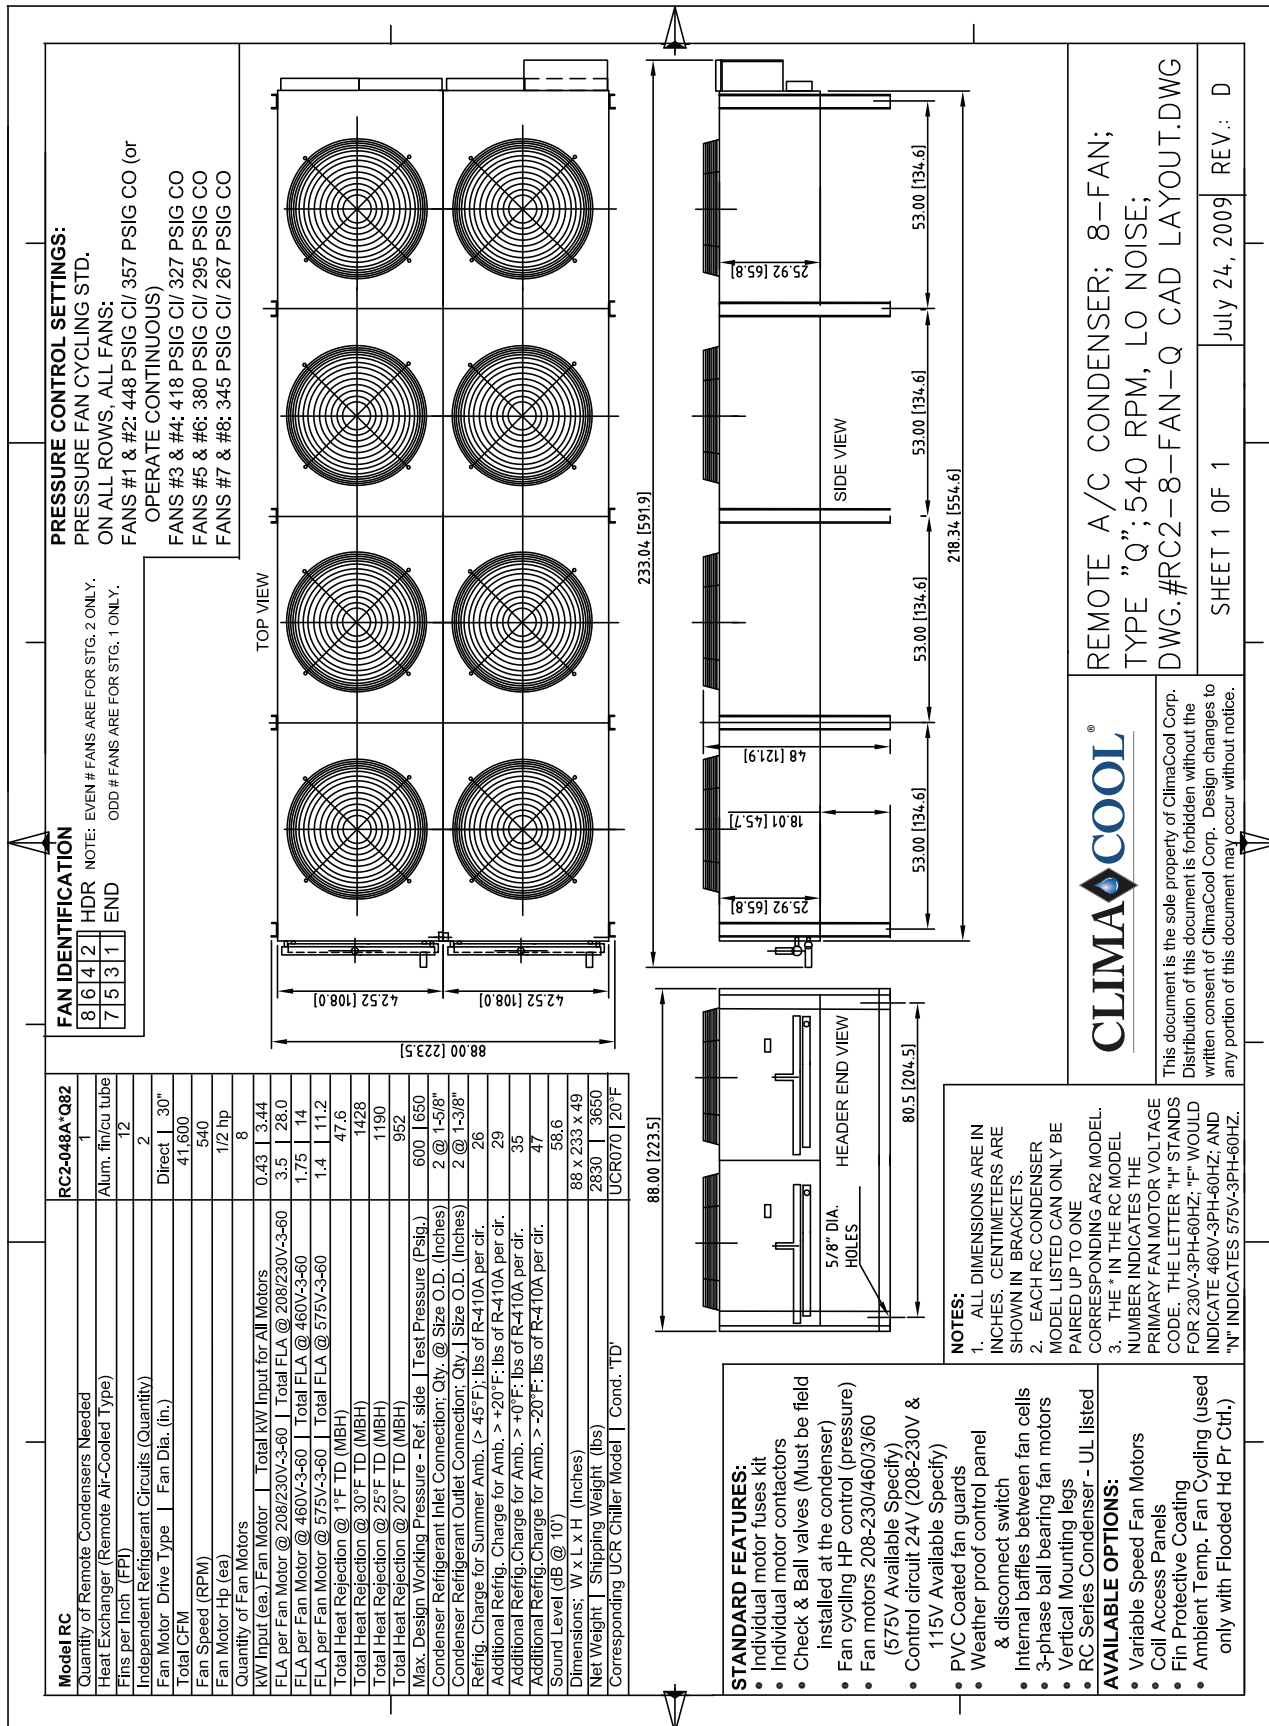 Model RC RC2-048A*Q82
Quantity of Remote Condensers Needed 1
Heat Exchanger (Remote Air-Cooled Type) Alum. fin/cu tube
Fins per Inch (FPI) 12
Independent Refrigerant Circuits (Quantity) 2
Fan Motor Drive Type | Fan Dia. (in.) Direct | 30"
Total CFM 41,600
Fan Speed (RPM) 540
Fan Motor Hp (ea) 1/2 hp
Quantity of Fan Motors 8
kW Input (ea.) Fan Motor | Total kW Input for All Motors 0.43 | 3.44
FLA per Fan Motor @ 208/230V-3-60 | Total FLA @ 208/230V-3-60 3.5 | 28.0
FLA per Fan Motor @ 460V-3-60 | Total FLA @ 460V-3-60 1.75 | 14
FLA per Fan Motor @ 575V-3-60 | Total FLA @ 575V-3-60 1.4 | 11.2
Total Heat Rejection @ 1°F TD (MBH) 47.6
Total Heat Rejection @ 30°F TD (MBH) 1428
Total Heat Rejection @ 25°F TD (MBH) 1190
Total Heat Rejection @ 20°F TD (MBH) 952
Max. Design Working Pressure - Ref. side | Test Pressure (Psig.) 600 | 650
Condenser Refrigerant Inlet Connection; Qty. @ Size O.D. (Inches) 2 @ 1-5/8"
Condenser Refrigerant Outlet Connection; Qty. | Size O.D. (Inches) 2 @ 1-3/8"
Refrig. Charge for Summer Amb. (> 45°F); lbs of R-410A per cir. 26
Additional Refrig. Charge for Amb. > +20°F: lbs of R-410A per cir. 29
Additional Refrig.Charge for Amb. > +0°F: lbs of R-410A per cir. 35
Additional Refrig.Charge for Amb. > -20°F: lbs of R-410A per cir. 47
Sound Level (dB @ 10') 58.6
Dimensions; W x L x H (Inches) 88 x 233 x 49
Net Weight | Shipping Weight (lbs) 2830 | 3650
Corresponding UCR Chiller Model | Cond. 'TD' UCR070 | 20°F
FAN IDENTIFICATION
8 6 4 2 HDR
7 5 3 1 END
NOTE: EVEN # FANS ARE FOR STG. 2 ONLY.
ODD # FANS ARE FOR STG. 1 ONLY.
PRESSURE CONTROL SETTINGS:
PRESSURE FAN CYCLING STD.
ON ALL ROWS, ALL FANS:
FANS #1 & #2: 448 PSIG CI/ 357 PSIG CO (or
OPERATE CONTINUOUS)
FANS #3 & #4: 418 PSIG CI/ 327 PSIG CO
FANS #5 & #6: 380 PSIG CI/ 295 PSIG CO
FANS #7 & #8: 345 PSIG CI/ 267 PSIG CO
TOP VIEW
42.52 [108.0]
42.52 [108.0]
88.00 [223.5]
233.04 [591.9]
88.00 [223.5]
HEADER END VIEW
5/8" DIA.
HOLES
80.5 [204.5]
25.92 [65.8]
18.01 [45.7]
48 [121.9]
SIDE VIEW
25.92 [65.8]
53.00 [134.6]
53.00 [134.6]
53.00 [134.6]
53.00 [134.6]
218.34 [554.6]
STANDARD FEATURES:
• Individual motor fuses kit
• Individual motor contactors
• Check & Ball valves (Must be field
installed at the condenser)
• Fan cycling HP control (pressure)
• Fan motors 208-230/460/3/60
(575V Available Specify)
• Control circuit 24V (208-230V &
115V Available Specify)
• PVC Coated fan guards
• Weather proof control panel
& disconnect switch
• Internal baffles between fan cells
• 3-phase ball bearing fan motors
• Vertical Mounting legs
• RC Series Condenser - UL listed
AVAILABLE OPTIONS:
• Variable Speed Fan Motors
• Coil Access Panels
• Fin Protective Coating
• Ambient Temp. Fan Cycling (used
only with Flooded Hd Pr Ctrl.)
NOTES:
1. ALL DIMENSIONS ARE IN
INCHES. CENTIMETERS ARE
SHOWN IN BRACKETS.
2. EACH RC CONDENSER
MODEL LISTED CAN ONLY BE
PAIRED UP TO ONE
CORRESPONDING AR2 MODEL.
3. THE * IN THE RC MODEL
NUMBER INDICATES THE
PRIMARY FAN MOTOR VOLTAGE
CODE. THE LETTER "H" STANDS
FOR 230V-3PH-60HZ; "F" WOULD
INDICATE 460V-3PH-60HZ; AND
"N" INDICATES 575V-3PH-60HZ.
CLIMACOOL®
This document is the sole property of ClimaCool Corp.
Distribution of this document is forbidden without the
written consent of ClimaCool Corp. Design changes to
any portion of this document may occur without notice.
REMOTE A/C CONDENSER; 8-FAN;
TYPE "Q";540 RPM, LO NOISE;
DWG.#RC2-8-FAN-Q CAD LAYOUT.DWG
SHEET 1 OF 1
July 24, 2009
REV.: D